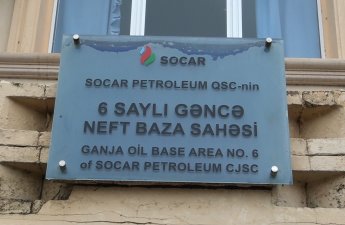 SOCAR
SOCAR PETROLEUM QSC-nin
6 SAYLI GƏNCƏ
NEFT BAZA SAHƏSİ
GANJA OİL BASE AREA NO. 6
of SOCAR PETROLEUM CJSC